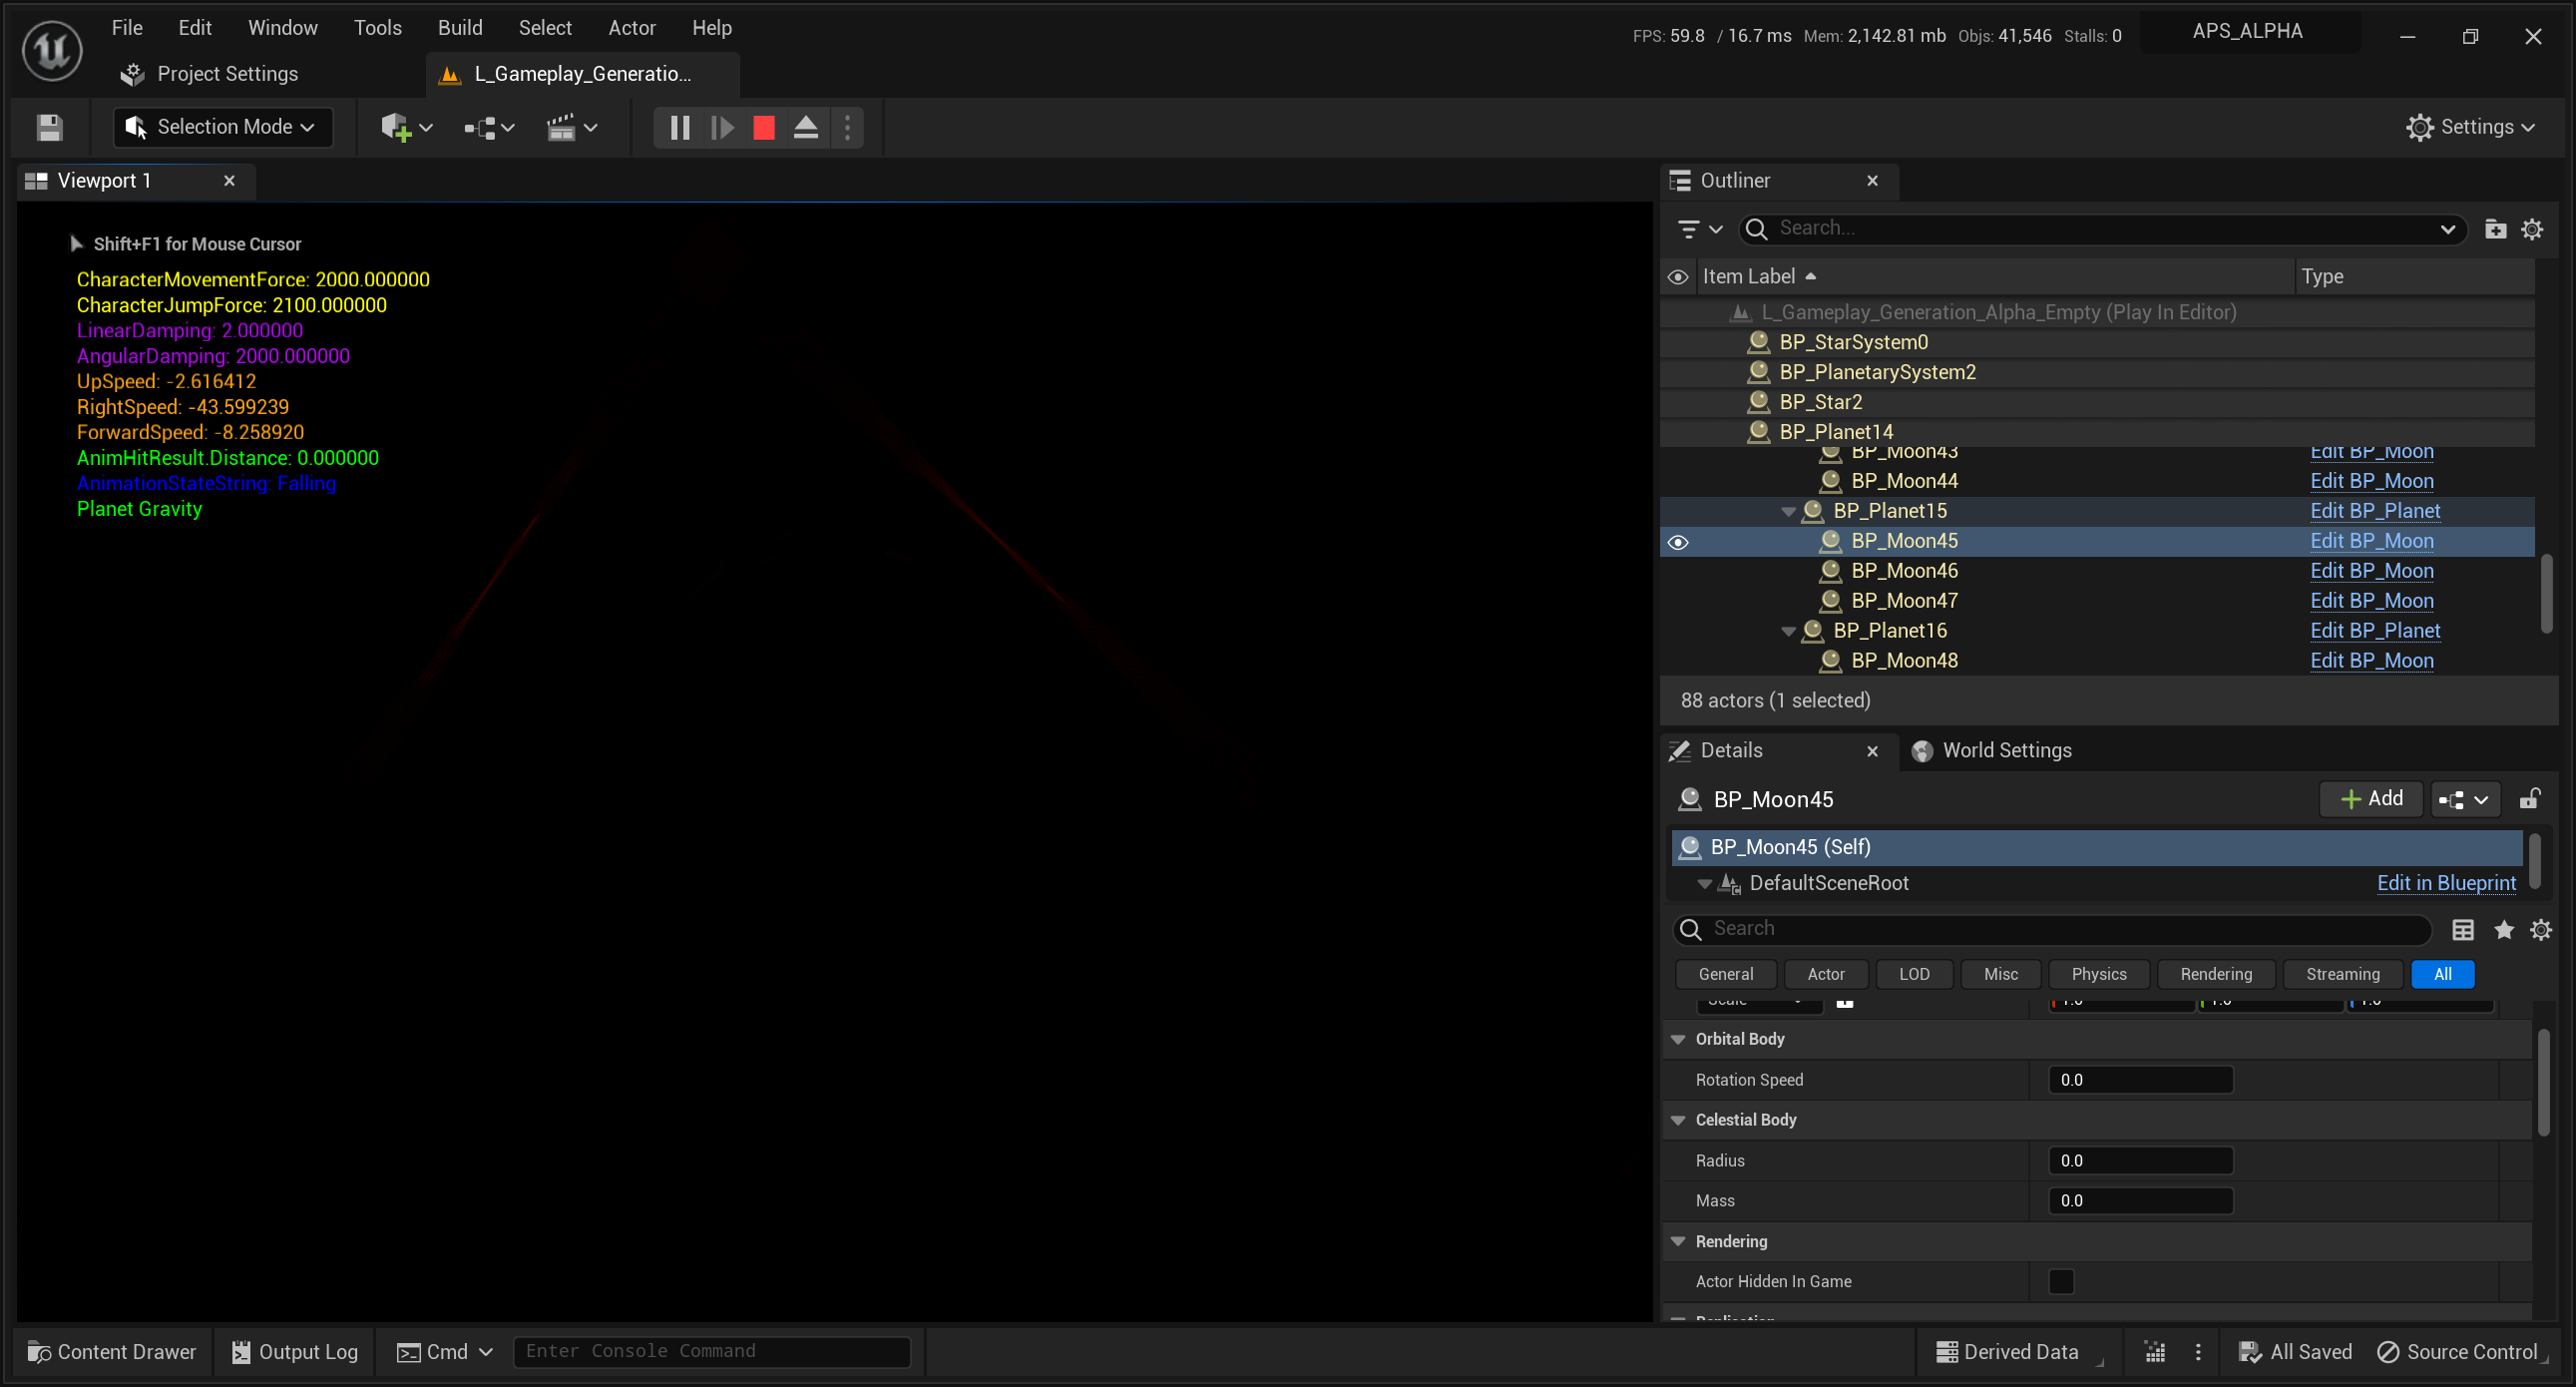 File Edit Window Tools Build Select Actor Help
FPS: 59.8 / 16.7 ms Mem: 2,142.81 mb Objs: 41,546 Stalls: 0
APS_ALPHA
Project Settings
L_Gameplay_Generatio...
Selection Mode
Settings
Viewport 1
Shift+F1 for Mouse Cursor
CharacterMovementForce: 2000.000000
CharacterJumpForce: 2100.000000
LinearDamping: 2.000000
AngularDamping: 2000.000000
UpSpeed: -2.616412
RightSpeed: -43.599239
ForwardSpeed: -8.258920
AnimHitResult.Distance: 0.000000
AnimationStateString: Falling
Planet Gravity
Outliner
Search...
Item Label Type
L_Gameplay_Generation_Alpha_Empty (Play In Editor)
BP_StarSystem0
BP_PlanetarySystem2
BP_Star2
BP_Planet14
BP_Moon43 Edit BP_Moon
BP_Moon44 Edit BP_Moon
BP_Planet15 Edit BP_Planet
BP_Moon45 Edit BP_Moon
BP_Moon46 Edit BP_Moon
BP_Moon47 Edit BP_Moon
BP_Planet16 Edit BP_Planet
BP_Moon48 Edit BP_Moon
88 actors (1 selected)
Details
World Settings
BP_Moon45
Add
BP_Moon45 (Self)
DefaultSceneRoot Edit in Blueprint
Search
General Actor LOD Misc Physics Rendering Streaming All
Scale 1.0 1.0 1.0
Orbital Body
Rotation Speed 0.0
Celestial Body
Radius 0.0
Mass 0.0
Rendering
Actor Hidden In Game
Replication
Content Drawer Output Log Cmd Enter Console Command
Derived Data All Saved Source Control